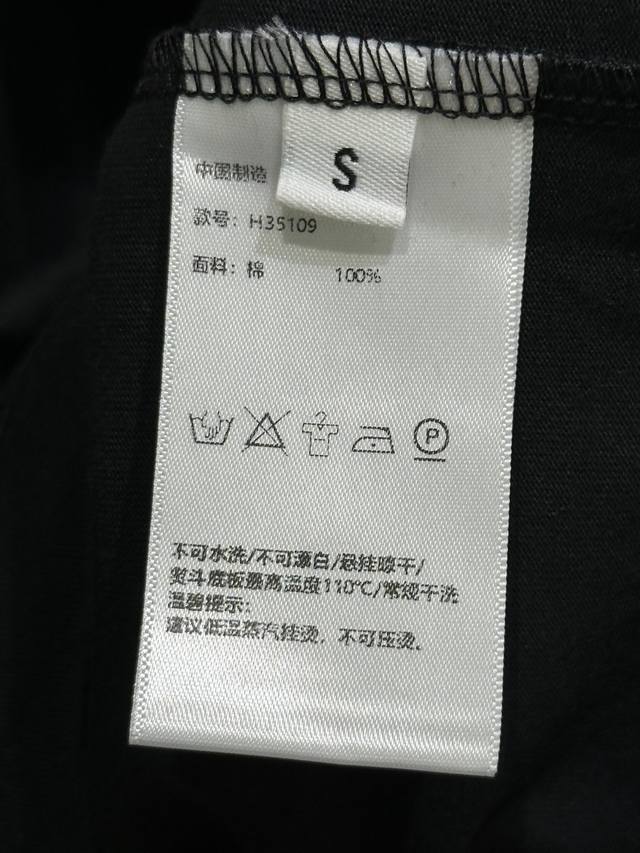 S
中国制造
款号：H35109
面料：棉 100%
P
不可水洗/不可漂白/悬挂晾干/
熨斗底板最高温度110℃/常规干洗
温馨提示：
建议低温蒸汽挂烫，不可压烫。